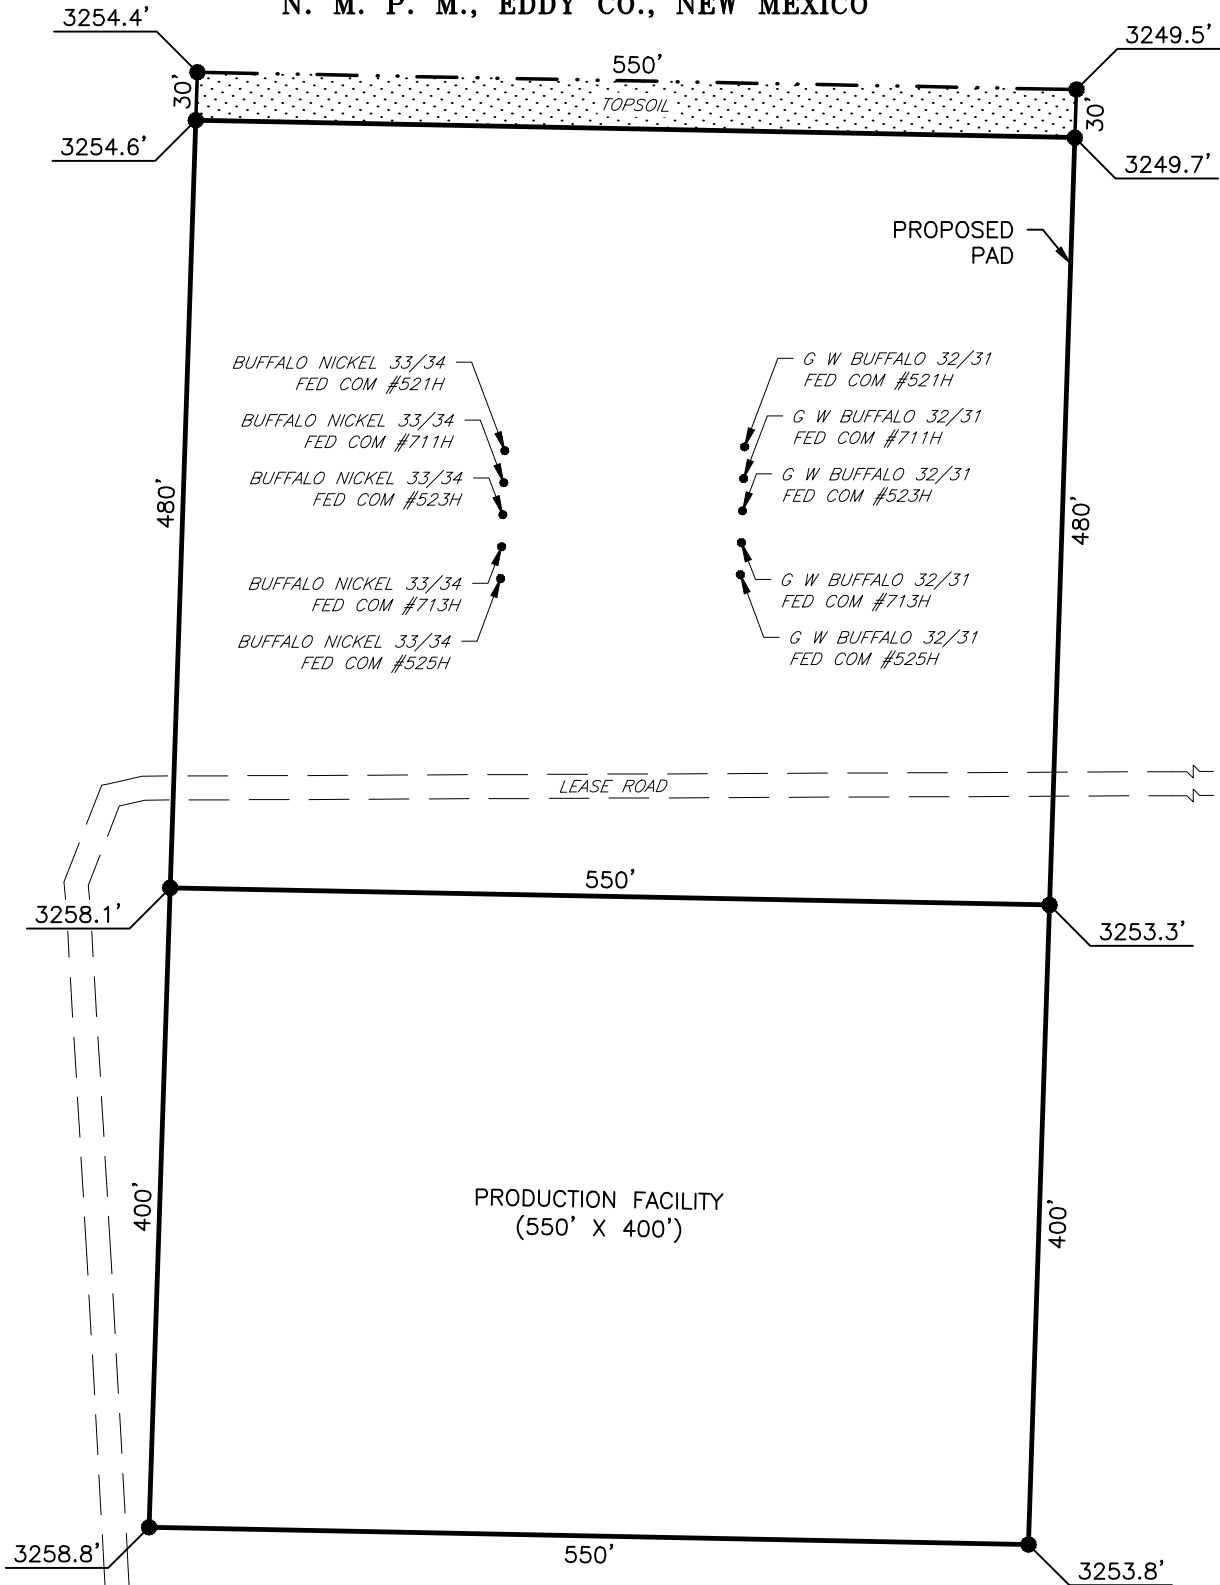 N. M. P. M., EDDY CO., NEW MEXICO
3254.4'
3249.5'
550'
30'
TOPSOIL
30'
3254.6'
3249.7'
PROPOSED
PAD
BUFFALO NICKEL 33/34
FED COM #521H
G W BUFFALO 32/31
FED COM #521H
BUFFALO NICKEL 33/34
FED COM #711H
G W BUFFALO 32/31
FED COM #711H
BUFFALO NICKEL 33/34
FED COM #523H
G W BUFFALO 32/31
FED COM #523H
480'
480'
BUFFALO NICKEL 33/34
FED COM #713H
G W BUFFALO 32/31
FED COM #713H
BUFFALO NICKEL 33/34
FED COM #525H
G W BUFFALO 32/31
FED COM #525H
LEASE ROAD
550'
3258.1'
3253.3'
400'
PRODUCTION FACILITY
(550' X 400')
400'
3258.8'
550'
3253.8'